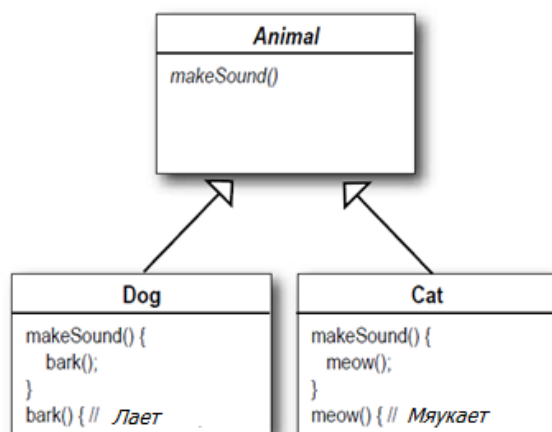 Animal
makeSound()
Dog
makeSound() {
bark();
}
bark() { // Лает
Cat
makeSound() {
meow();
}
meow() { // Мяукает